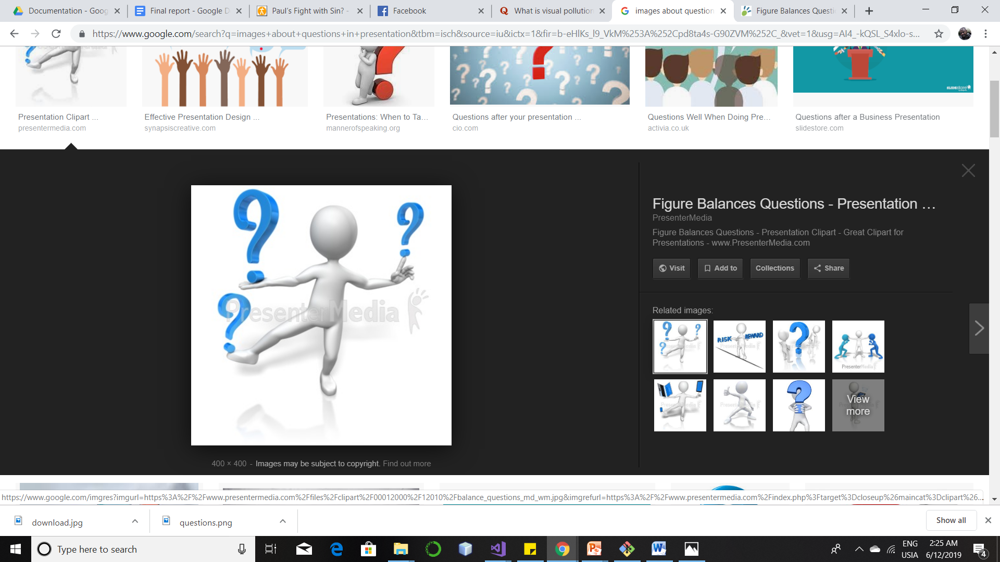 Documentation - Goog
Final report - Google D
Paul's Fight with Sin? -
Facebook
What is visual pollution
images about question
Figure Balances Questi
https://www.google.com/search?q=images+about+questions+in+presentation&tbm=isch&source=iu&ictx=1&fir=b-eHlKs_l9_VkM%253A%252Cpd8ta4s-G90ZVM%252C_&vet=1&usg=AI4_-kQSL_S4xlo-s...
SLIDEstore
Presentation Clipart ...
presentermedia.com
Effective Presentation Design ...
synapsiscreative.com
Presentations: When to Ta...
mannerofspeaking.org
Questions after your presentation ...
cio.com
Questions Well When Doing Pre...
activia.co.uk
Questions after a Business Presentation
slidestore.com
PresenterMedia
Figure Balances Questions - Presentation ...
PresenterMedia
Figure Balances Questions - Presentation Clipart - Great Clipart for
Presentations - www.PresenterMedia.com
Visit
Add to
Collections
Share
Related images:
RISK REWARD
PresenterMedia
View
more
400 × 400 - Images may be subject to copyright. Find out more
https://www.google.com/imgres?imgurl=https%3A%2F%2Fwww.presentermedia.com%2Ffiles%2Fclipart%2F00012000%2F12010%2Fbalance_questions_md_wm.jpg&imgrefurl=https%3A%2F%2Fwww.presentermedia.com%2Findex.php%3Ftarget%3Dcloseup%26maincat%3Dclipart%26...
download.jpg
questions.png
Show all
Type here to search
ENG
USIA
2:25 AM
6/12/2019
4